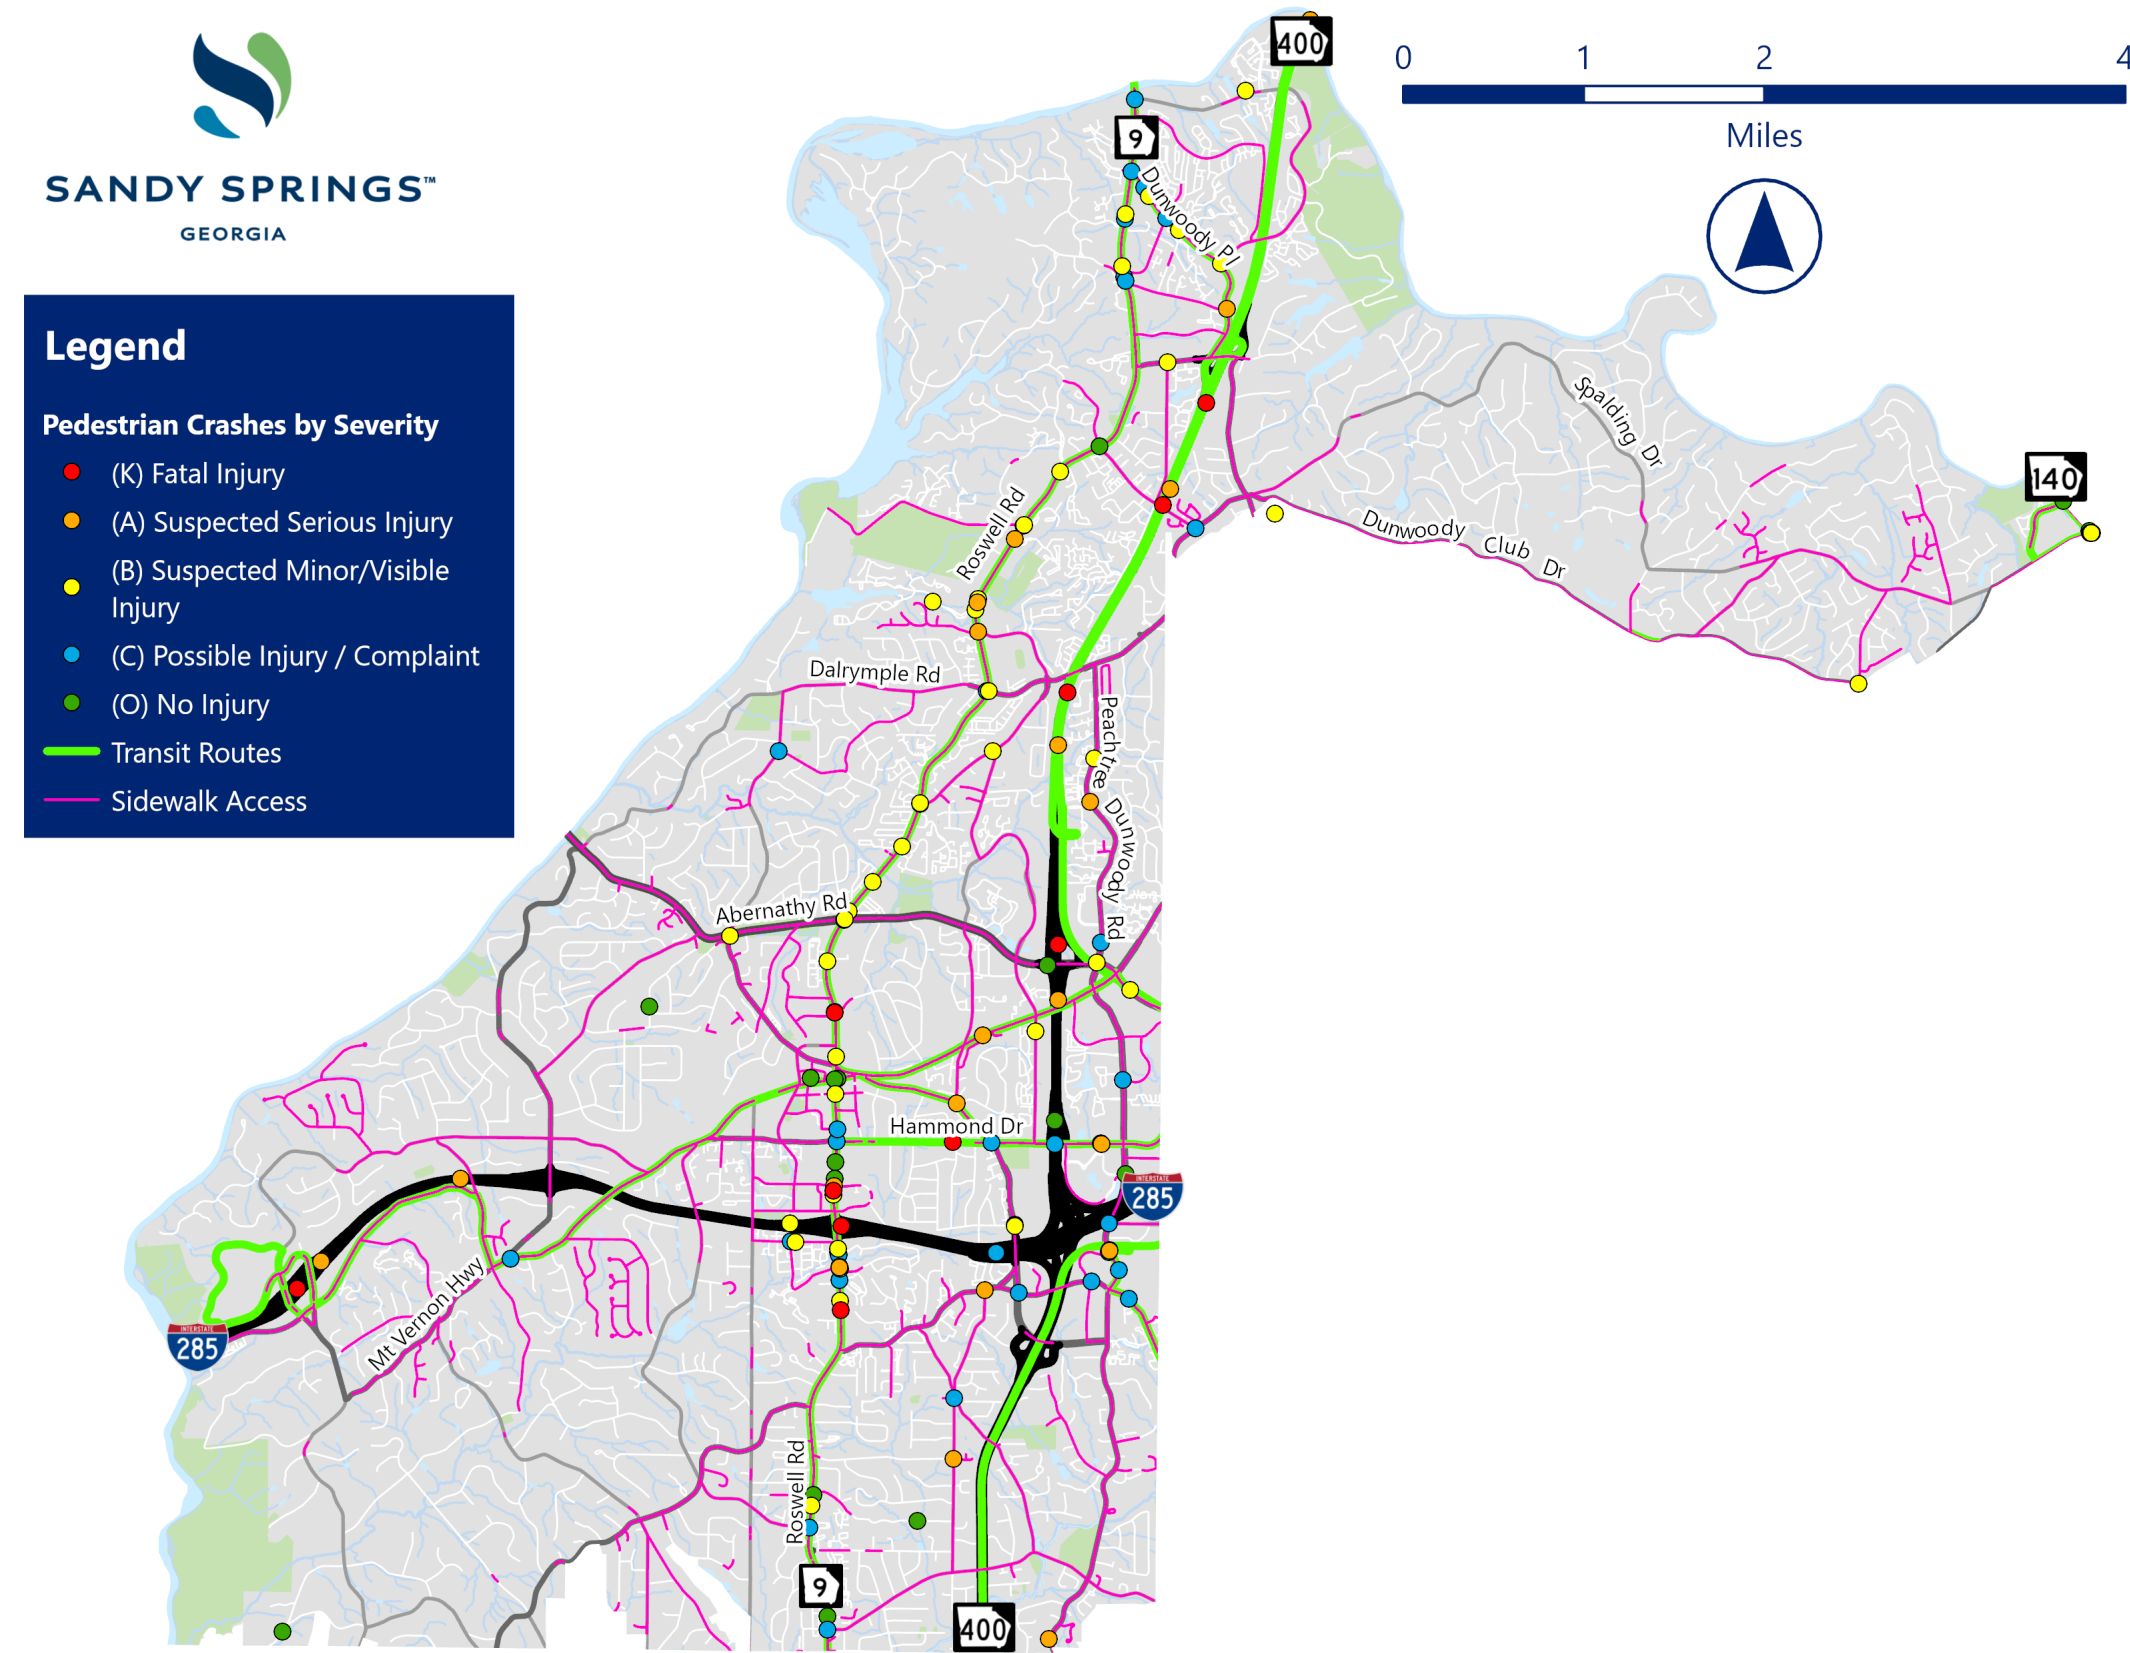 SANDY SPRINGS™
GEORGIA
Legend
Pedestrian Crashes by Severity
(K) Fatal Injury
(A) Suspected Serious Injury
(B) Suspected Minor/Visible
Injury
(C) Possible Injury / Complaint
(O) No Injury
Transit Routes
Sidewalk Access
0 1 2 4
Miles
400
9
Dunwoody Pl
Spalding Dr
140
Roswell Rd
Dunwoody Club Dr
Dalrymple Rd
Peachtree Dunwoody Rd
Abernathy Rd
Hammond Dr
INTERSTATE
285
Mt Vernon Hwy
INTERSTATE
285
Roswell Rd
9
400